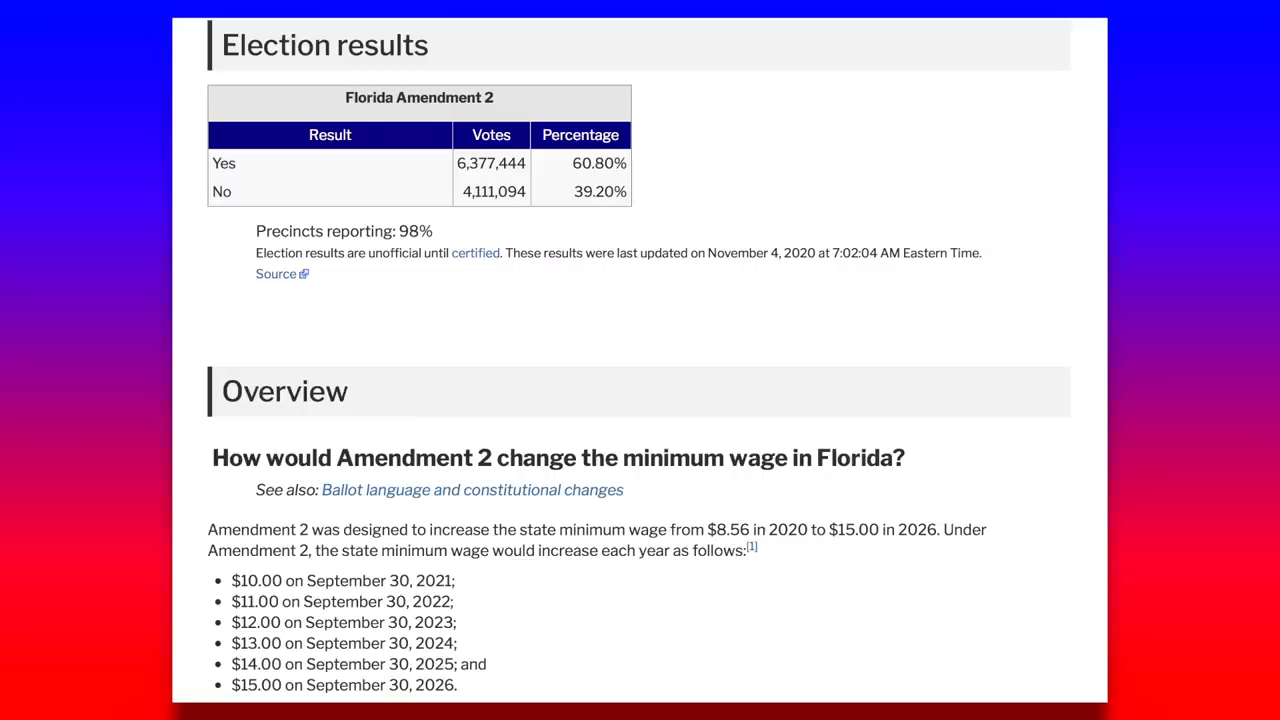 Election results
Florida Amendment 2
Result Votes Percentage
Yes 6,377,444 60.80%
No 4,111,094 39.20%
Precincts reporting: 98%
Election results are unofficial until certified. These results were last updated on November 4, 2020 at 7:02:04 AM Eastern Time.
Source
Overview
How would Amendment 2 change the minimum wage in Florida?
See also: Ballot language and constitutional changes
Amendment 2 was designed to increase the state minimum wage from $8.56 in 2020 to $15.00 in 2026. Under
Amendment 2, the state minimum wage would increase each year as follows:[1]
• $10.00 on September 30, 2021;
• $11.00 on September 30, 2022;
• $12.00 on September 30, 2023;
• $13.00 on September 30, 2024;
• $14.00 on September 30, 2025; and
• $15.00 on September 30, 2026.